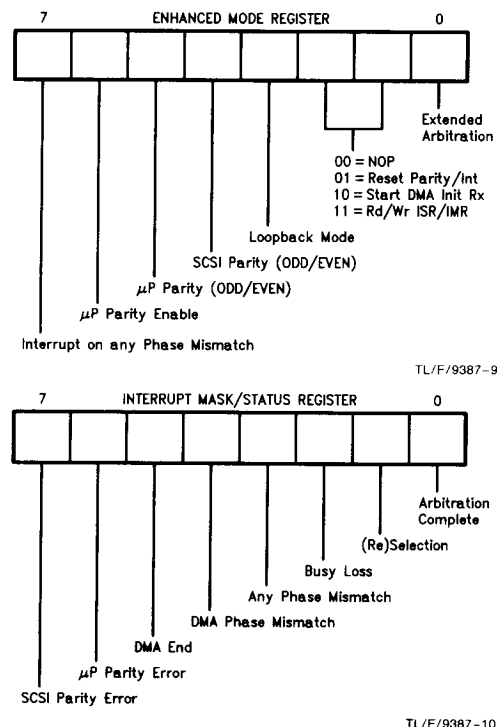 7 ENHANCED MODE REGISTER 0
Extended
Arbitration
00 = NOP
01 = Reset Parity/Int
10 = Start DMA Init Rx
11 = Rd/Wr ISR/IMR
Loopback Mode
SCSI Parity (ODD/EVEN)
μP Parity (ODD/EVEN)
μP Parity Enable
Interrupt on any Phase Mismatch
TL/F/9387-9
7 INTERRUPT MASK/STATUS REGISTER 0
Arbitration
Complete
(Re)Selection
Busy Loss
Any Phase Mismatch
DMA Phase Mismatch
DMA End
μP Parity Error
SCSI Parity Error
TL/F/9387-10